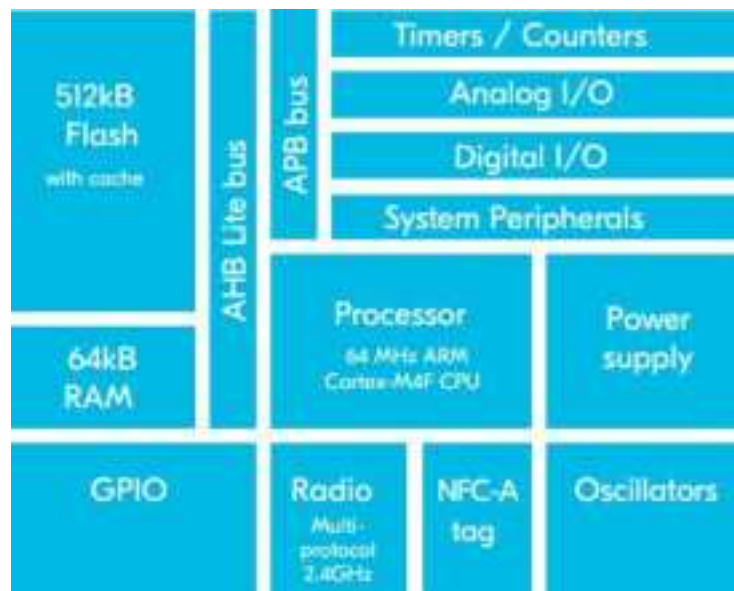 512kB
Flash
with cache
64kB
RAM
AHB Lite bus
APB bus
Timers / Counters
Analog I/O
Digital I/O
System Peripherals
Processor
64 MHz ARM
Cortex-M4F CPU
Power
supply
GPIO
Radio
Multi-
protocol
2.4GHz
NFC-A
tag
Oscillators